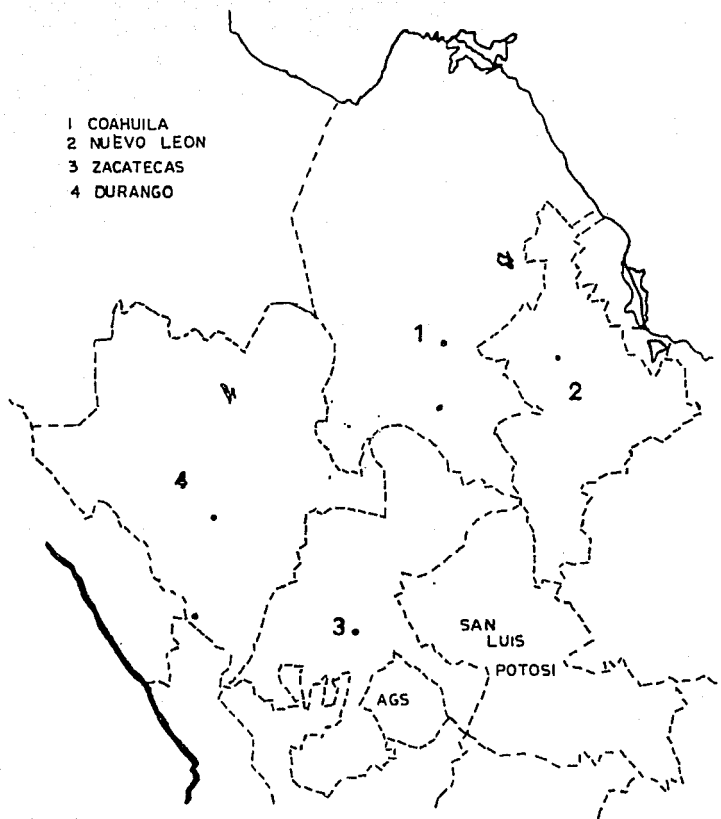 1 COAHUILA
2 NUEVO LEON
3 ZACATECAS
4 DURANGO
1
2
4
3
SAN
LUIS
POTOSI
AGS